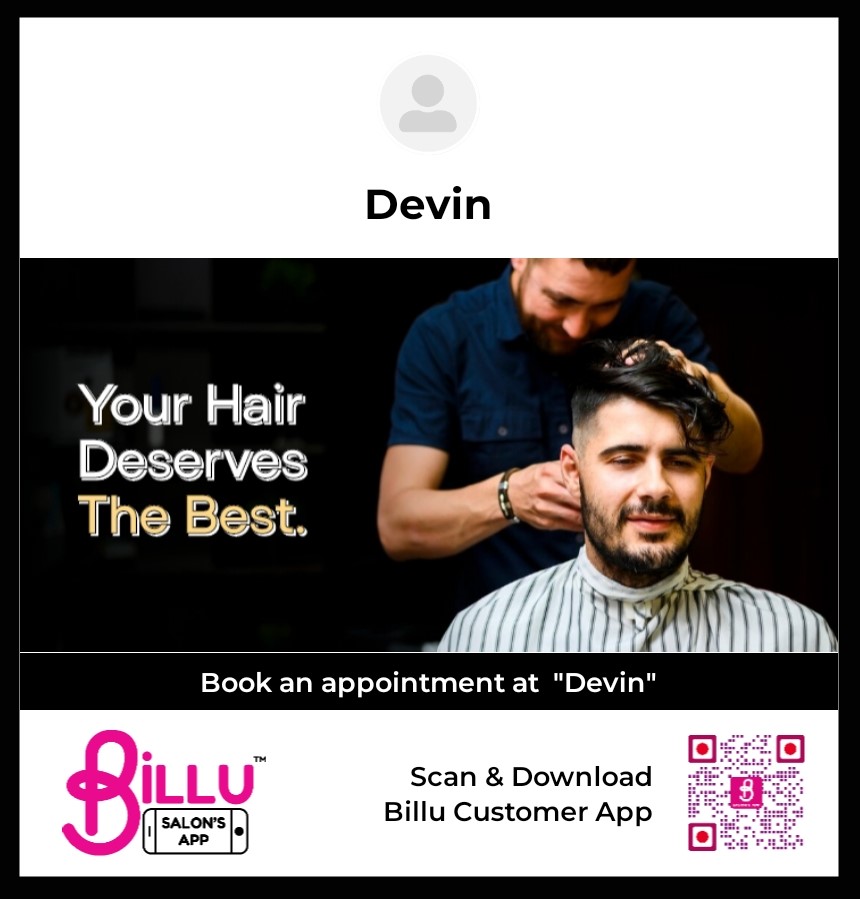 Devin
Your Hair
Deserves
The Best.
Book an appointment at "Devin"
BiLLU™
SALON'S
APP
Scan & Download
Billu Customer App